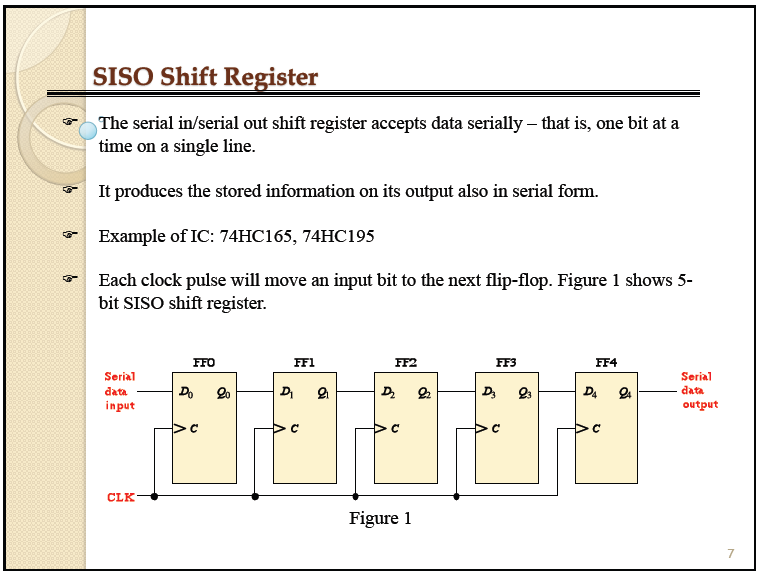 SISO Shift Register
The serial in/serial out shift register accepts data serially – that is, one bit at a
time on a single line.
It produces the stored information on its output also in serial form.
Example of IC: 74HC165, 74HC195
Each clock pulse will move an input bit to the next flip-flop. Figure 1 shows 5-
bit SISO shift register.
FF0 FF1 FF2 FF3 FF4
Serial
data
input
D0 Q0 D1 Q1 D2 Q2 D3 Q3 D4 Q4
Serial
data
output
C C C C C
CLK
Figure 1
7